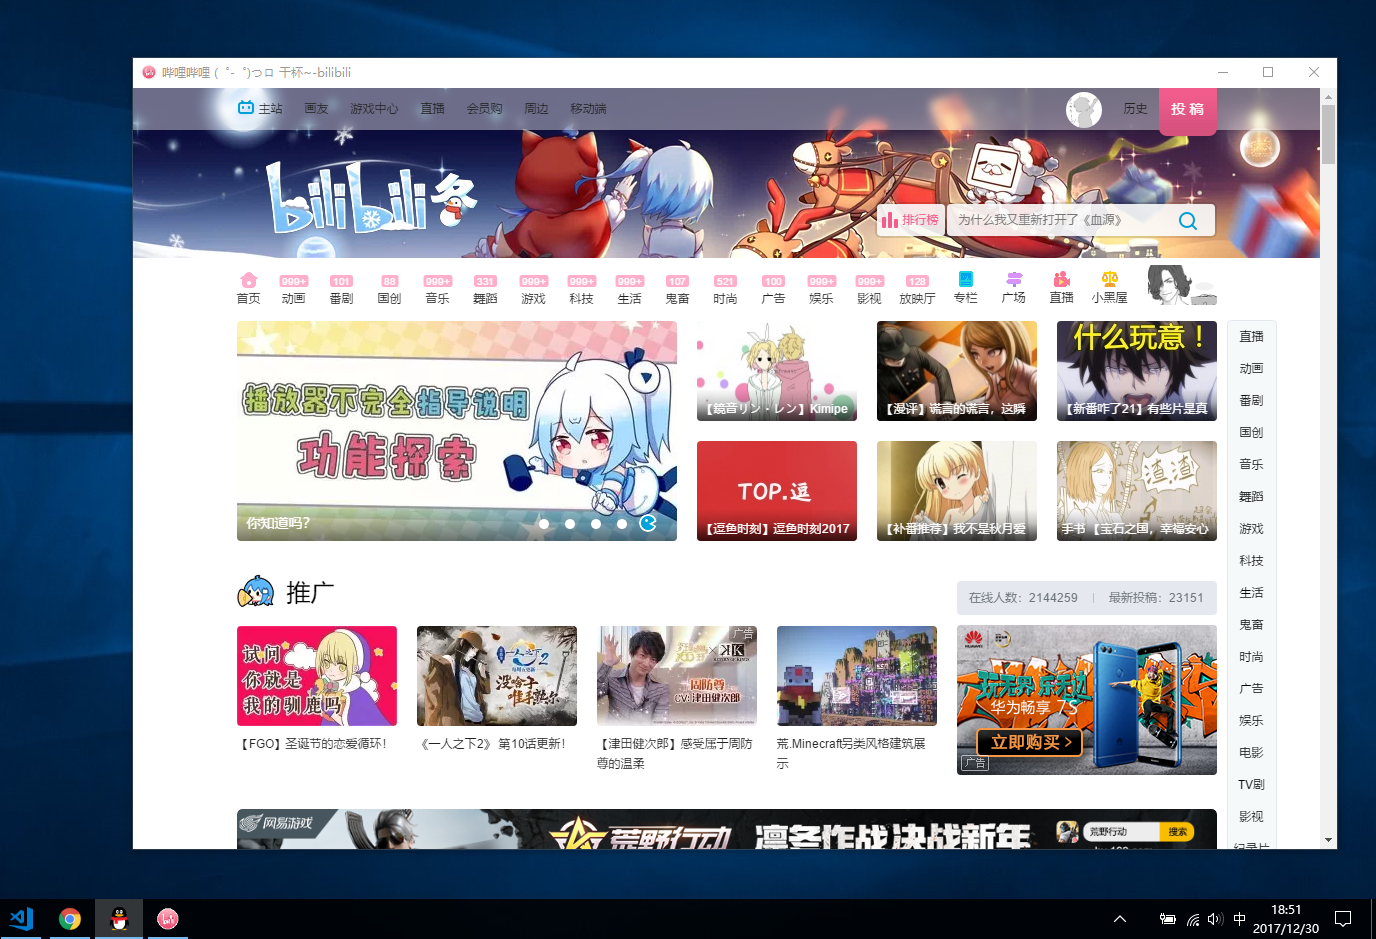 哔哩哔哩 ( ゜- ゜)つロ 干杯~-bilibili
主站 画友 游戏中心 直播 会员购 周边 移动端 历史 投稿
bilibili 冬
排行榜 为什么我又重新打开了《血源》
999+ 101 88 999+ 331 999+ 999+ 999+ 107 521 100 999+ 999+ 128
首页 动画 番剧 国创 音乐 舞蹈 游戏 科技 生活 鬼畜 时尚 广告 娱乐 影视 放映厅 专栏 广场 直播 小黑屋
播放器不完全指导说明
功能探索
你知道吗?
【鏡音リン・レン】Kimipe
【漫评】谎言的谎言，这瞬
什么玩意！
【新番咋了21】有些片是真
TOP.逗
【逗鱼时刻】逗鱼时刻2017
【补番推荐】我不是秋月爱
渣渣
手书 【宝石之国，幸福安心
直播
动画
番剧
国创
音乐
舞蹈
游戏
科技
生活
鬼畜
时尚
广告
娱乐
电影
TV剧
影视
纪录片
推广
在线人数：2144259 最新投稿：23151
试问
你就是
我的驯鹿吗
【FGO】圣诞节的恋爱循环！
一人之下2
《一人之下2》 第10话更新！
广告
周防尊
CV: 津田健次郎
【津田健次郎】感受属于周防
尊的温柔
荒.Minecraft另类风格建筑展
示
HUAWEI
玩无界 乐无边
华为畅享 7S
立即购买 >
广告
网易游戏
荒野行动 凛冬作战 决战新年
荒野行动 搜索
中
18:51
2017/12/30